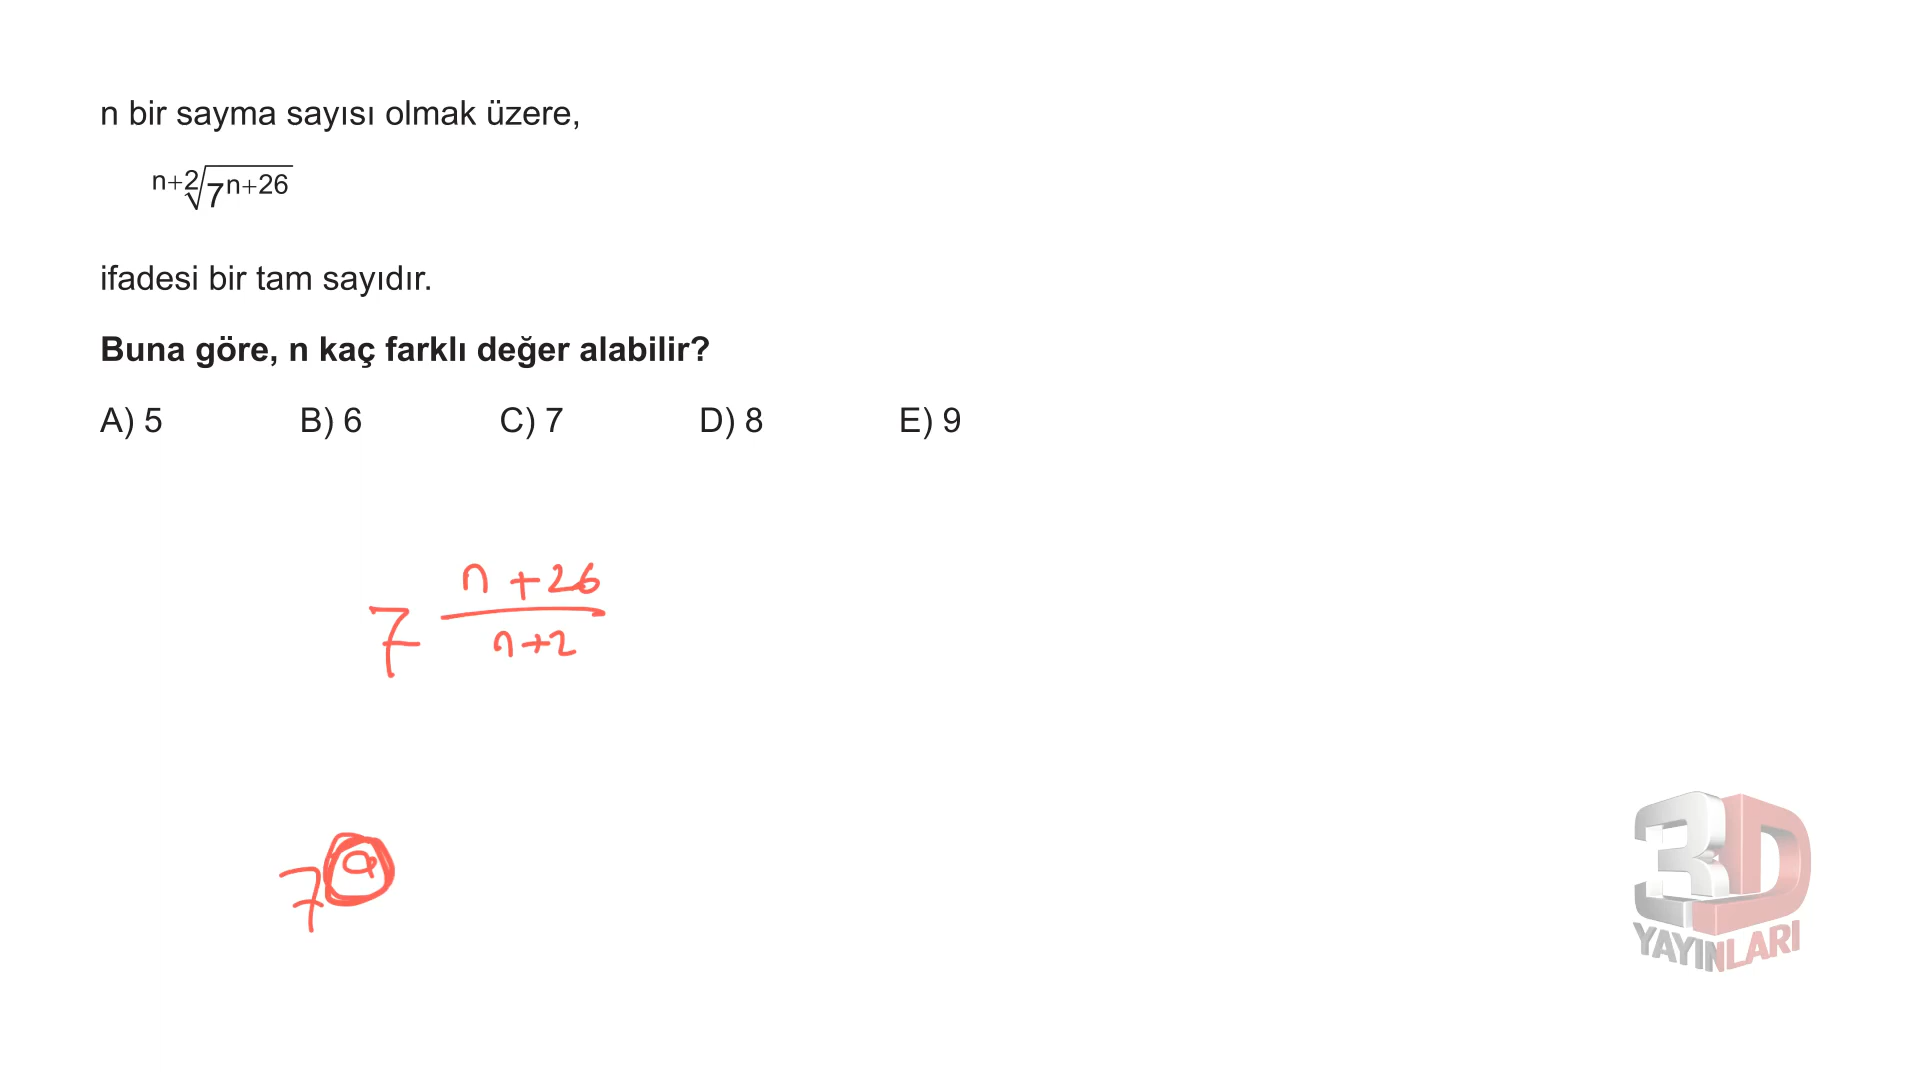 n bir sayma sayısı olmak üzere,
n+2√7^n+26
ifadesi bir tam sayıdır.
Buna göre, n kaç farklı değer alabilir?
A) 5 B) 6 C) 7 D) 8 E) 9
7 n+26
n+2
7^a
3D
YAYINLARI